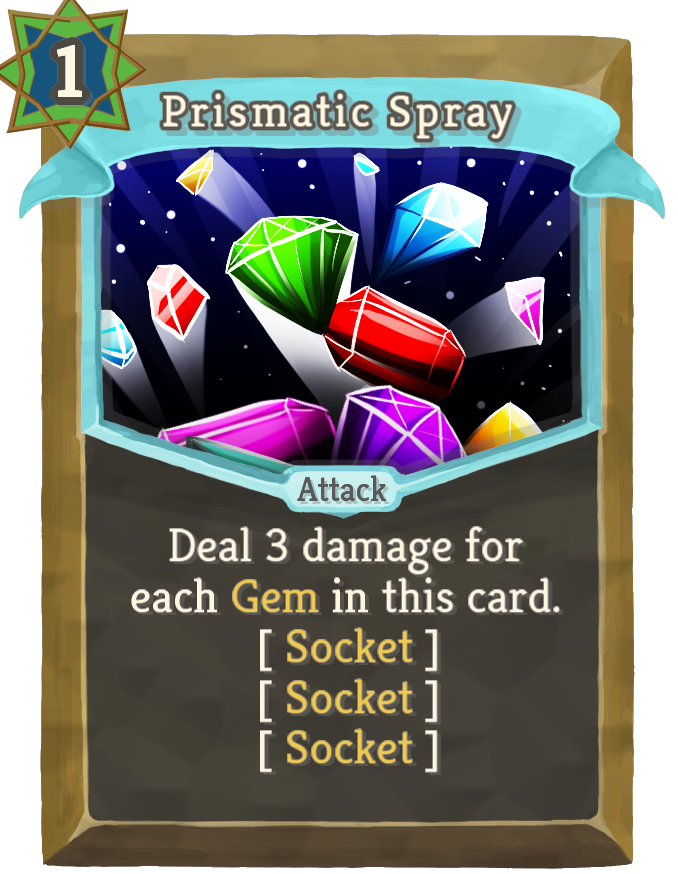 1
Prismatic Spray
Attack
Deal 3 damage for
each Gem in this card.
[ Socket ]
[ Socket ]
[ Socket ]